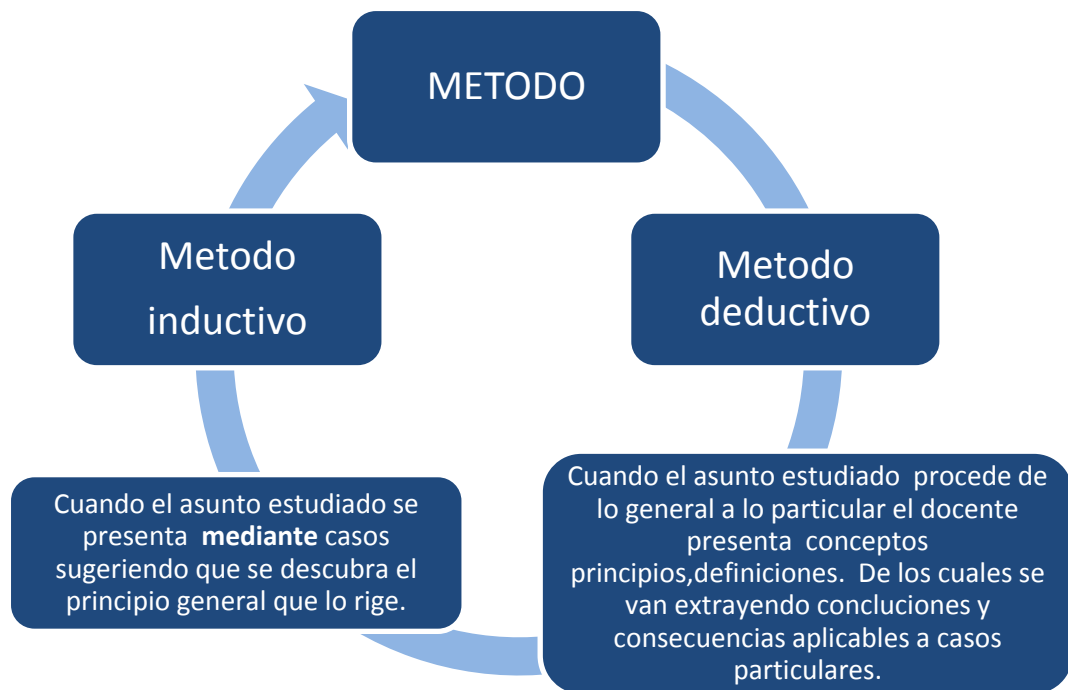 METODO
Metodo
inductivo
Metodo
deductivo
Cuando el asunto estudiado se
presenta mediante casos
sugeriendo que se descubra el
principio general que lo rige.
Cuando el asunto estudiado procede de
lo general a lo particular el docente
presenta conceptos
principios,definiciones. De los cuales se
van extrayendo concluciones y
consecuencias aplicables a casos
particulares.